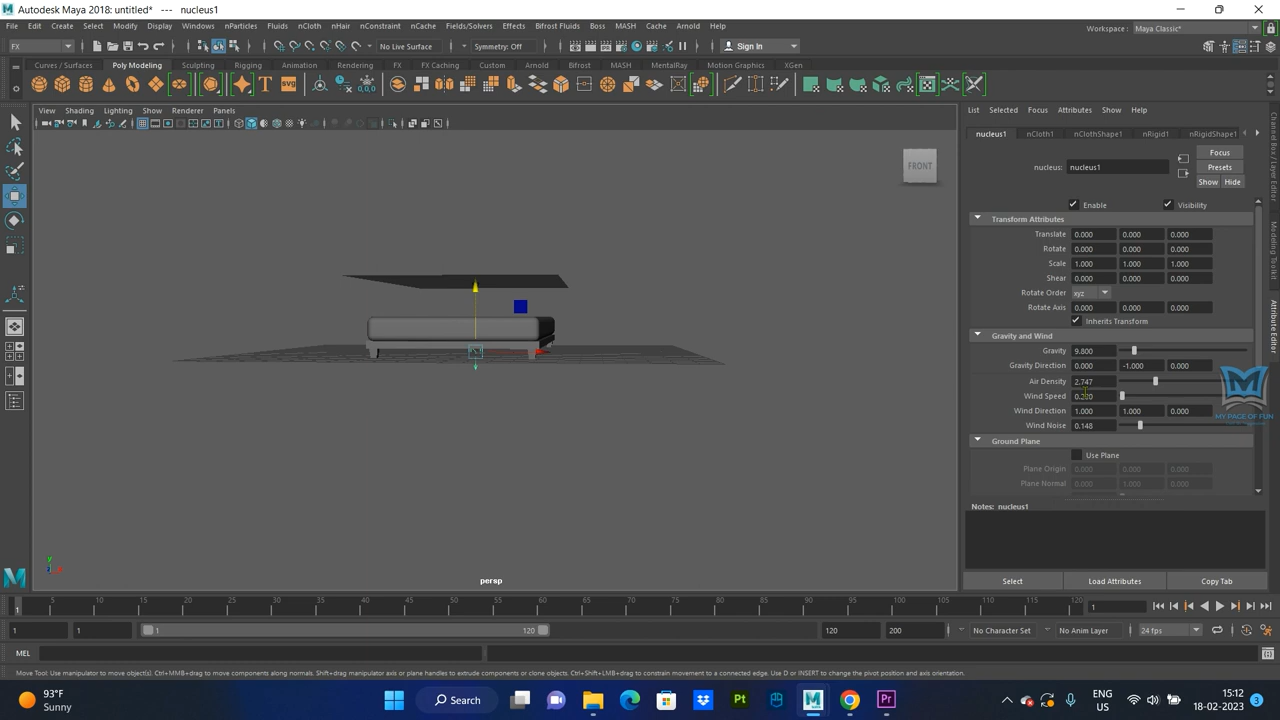 Autodesk Maya 2018: untitled* --- nucleus1
File Edit Create Select Modify Display Windows nParticles Fluids nCloth nHair nConstraint nCache Fields/Solvers Effects Bifrost Fluids Boss MASH Cache Arnold Help
Workspace: Maya Classic*
FX No Live Surface Symmetry: Off Sign In
Curves / Surfaces Poly Modeling Sculpting Rigging Animation Rendering FX FX Caching Custom Arnold Bifrost MASH MentalRay Motion Graphics XGen
View Shading Lighting Show Renderer Panels
List Selected Focus Attributes Show Help
nucleus1 nCloth1 nClothShape1 nRigid1 nRigidShape1
nucleus: nucleus1
Focus
Presets
Show Hide
Enable Visibility
Transform Attributes
Translate 0.000 0.000 0.000
Rotate 0.000 0.000 0.000
Scale 1.000 1.000 1.000
Shear 0.000 0.000 0.000
Rotate Order xyz
Rotate Axis 0.000 0.000 0.000
Inherits Transform
Gravity and Wind
Gravity 9.800
Gravity Direction 0.000 -1.000 0.000
Air Density 2.747
Wind Speed
Wind Direction 1.000 1.000 0.000
Wind Noise 0.148
Ground Plane
Use Plane
Plane Origin 0.000 0.000 0.000
Plane Normal 0.000 1.000 0.000
Notes: nucleus1
Select Load Attributes Copy Tab
Channel Box / Layer Editor
Modeling Toolkit
Attribute Editor
MY PAGE OF FUN
FRONT
y
persp
5 10 15 20 25 30 35 40 45 50 55 60 65 70 75 80 85 90 95 100 105 110 115 120
1 1
1 1 1 120 120 200 No Character Set No Anim Layer 24 fps
MEL
Move Tool: Use manipulator to move object(s). Ctrl+MMB+drag to move components along normals. Shift+drag manipulator axis or plane handles to extrude components or clone objects. Ctrl+Shift+LMB+drag to constrain movement to a connected edge. Use D or INSERT to change the pivot position and axis orientation.
93°F
Sunny
Search
Pt
Pr
ENG
US
15:12
18-02-2023
3